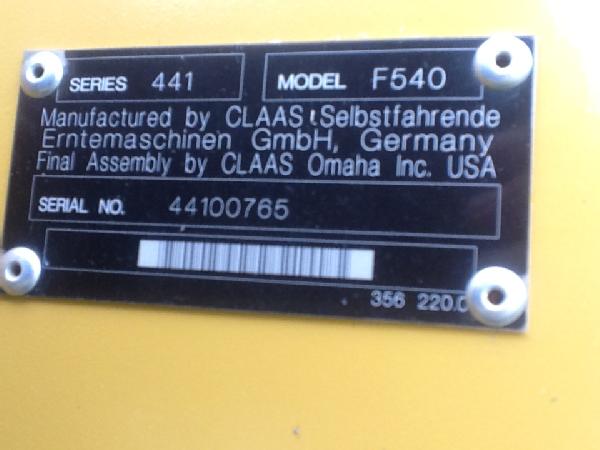 SERIES 441 MODEL F540
Manufactured by CLAAS Selbstfahrende
Erntemaschinen GmbH, Germany
Final Assembly by CLAAS Omaha Inc. USA
SERIAL NO. 44100765
356 220.